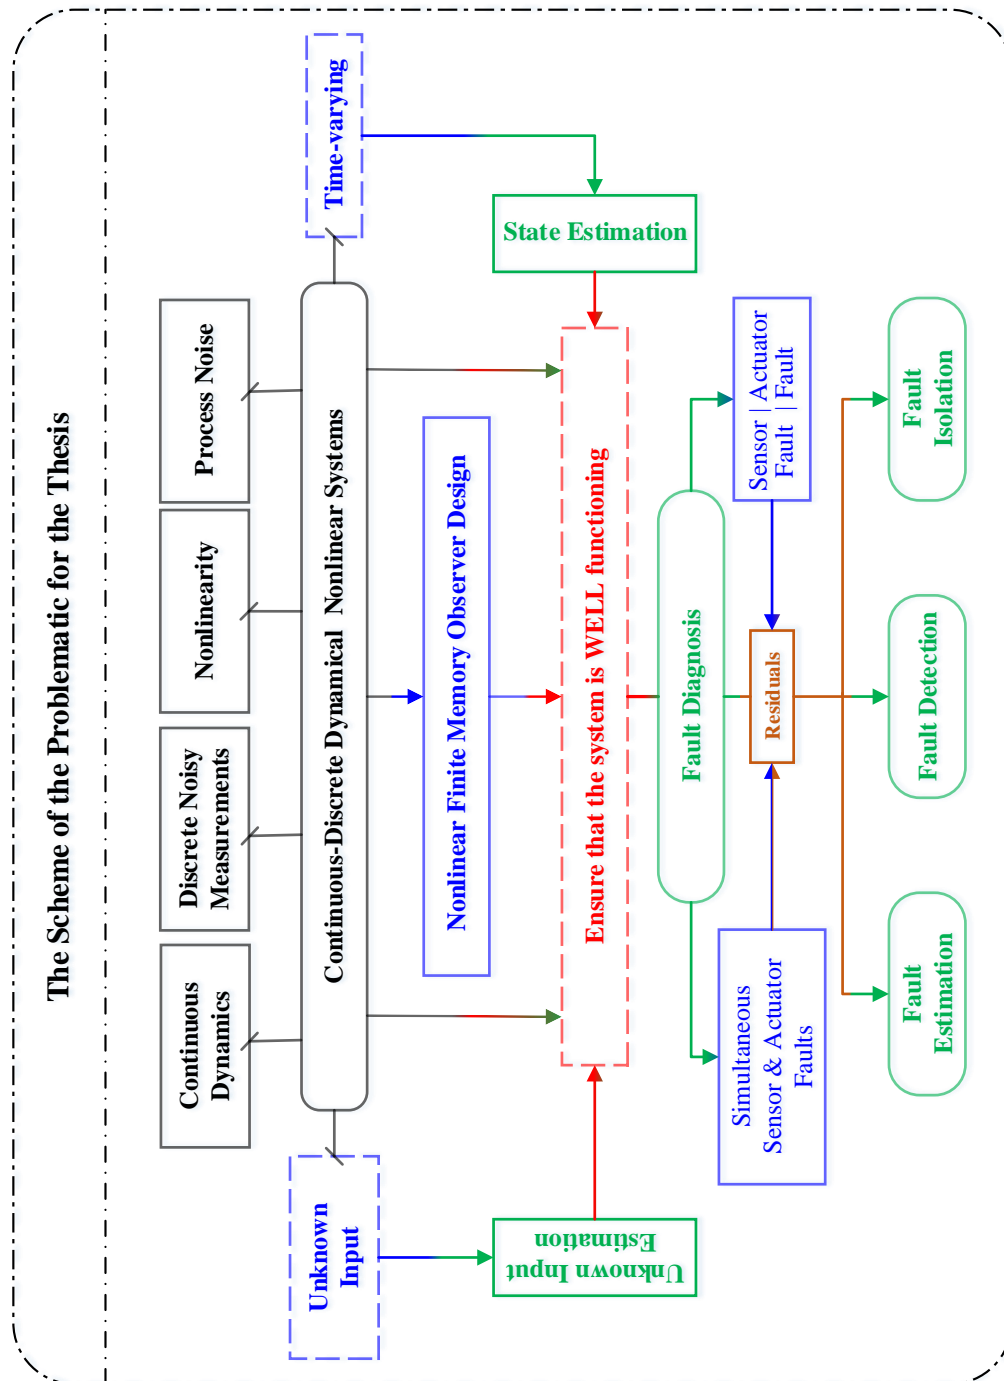 The Scheme of the Problematic for the Thesis
Continuous
Dynamics
Discrete Noisy
Measurements
Nonlinearity
Process Noise
Unknown
Input
Continuous-Discrete Dynamical Nonlinear Systems
Time-varying
Nonlinear Finite Memory Observer Design
Unknown Input
Estimation
Ensure that the system is WELL functioning
State Estimation
Fault Diagnosis
Simultaneous
Sensor & Actuator
Faults
Residuals
Sensor | Actuator
Fault | Fault
Fault
Estimation
Fault Detection
Fault
Isolation